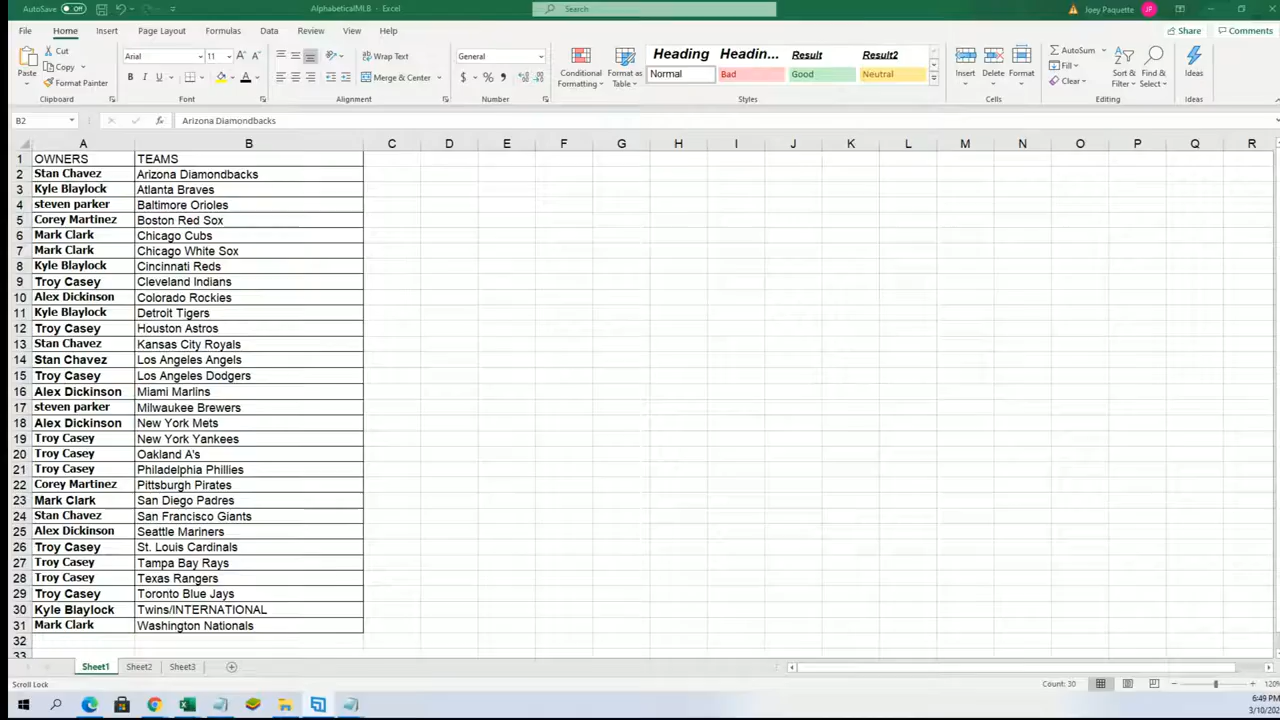 AutoSave Off AlphabeticalMLB - Excel Search Joey Paquette JP
File Home Insert Page Layout Formulas Data Review View Help Share Comments
Paste Cut Copy Format Painter Clipboard
Arial 11 A A B I U A Font
Wrap Text Merge & Center Alignment
General $ % Number
Conditional Formatting Format as Table
Heading Headin... Result Result2
Normal Bad Good Neutral
Styles
Insert Delete Format Cells
AutoSum Fill Clear Sort & Filter Find & Select Editing
Ideas Ideas
B2 fx Arizona Diamondbacks
A B C D E F G H I J K L M N O P Q R
1 OWNERS TEAMS
2 Stan Chavez Arizona Diamondbacks
3 Kyle Blaylock Atlanta Braves
4 steven parker Baltimore Orioles
5 Corey Martinez Boston Red Sox
6 Mark Clark Chicago Cubs
7 Mark Clark Chicago White Sox
8 Kyle Blaylock Cincinnati Reds
9 Troy Casey Cleveland Indians
10 Alex Dickinson Colorado Rockies
11 Kyle Blaylock Detroit Tigers
12 Troy Casey Houston Astros
13 Stan Chavez Kansas City Royals
14 Stan Chavez Los Angeles Angels
15 Troy Casey Los Angeles Dodgers
16 Alex Dickinson Miami Marlins
17 steven parker Milwaukee Brewers
18 Alex Dickinson New York Mets
19 Troy Casey New York Yankees
20 Troy Casey Oakland A's
21 Troy Casey Philadelphia Phillies
22 Corey Martinez Pittsburgh Pirates
23 Mark Clark San Diego Padres
24 Stan Chavez San Francisco Giants
25 Alex Dickinson Seattle Mariners
26 Troy Casey St. Louis Cardinals
27 Troy Casey Tampa Bay Rays
28 Troy Casey Texas Rangers
29 Troy Casey Toronto Blue Jays
30 Kyle Blaylock Twins/INTERNATIONAL
31 Mark Clark Washington Nationals
32
33
Sheet1 Sheet2 Sheet3
Scroll Lock Count: 30 120%
6:49 PM
3/10/202